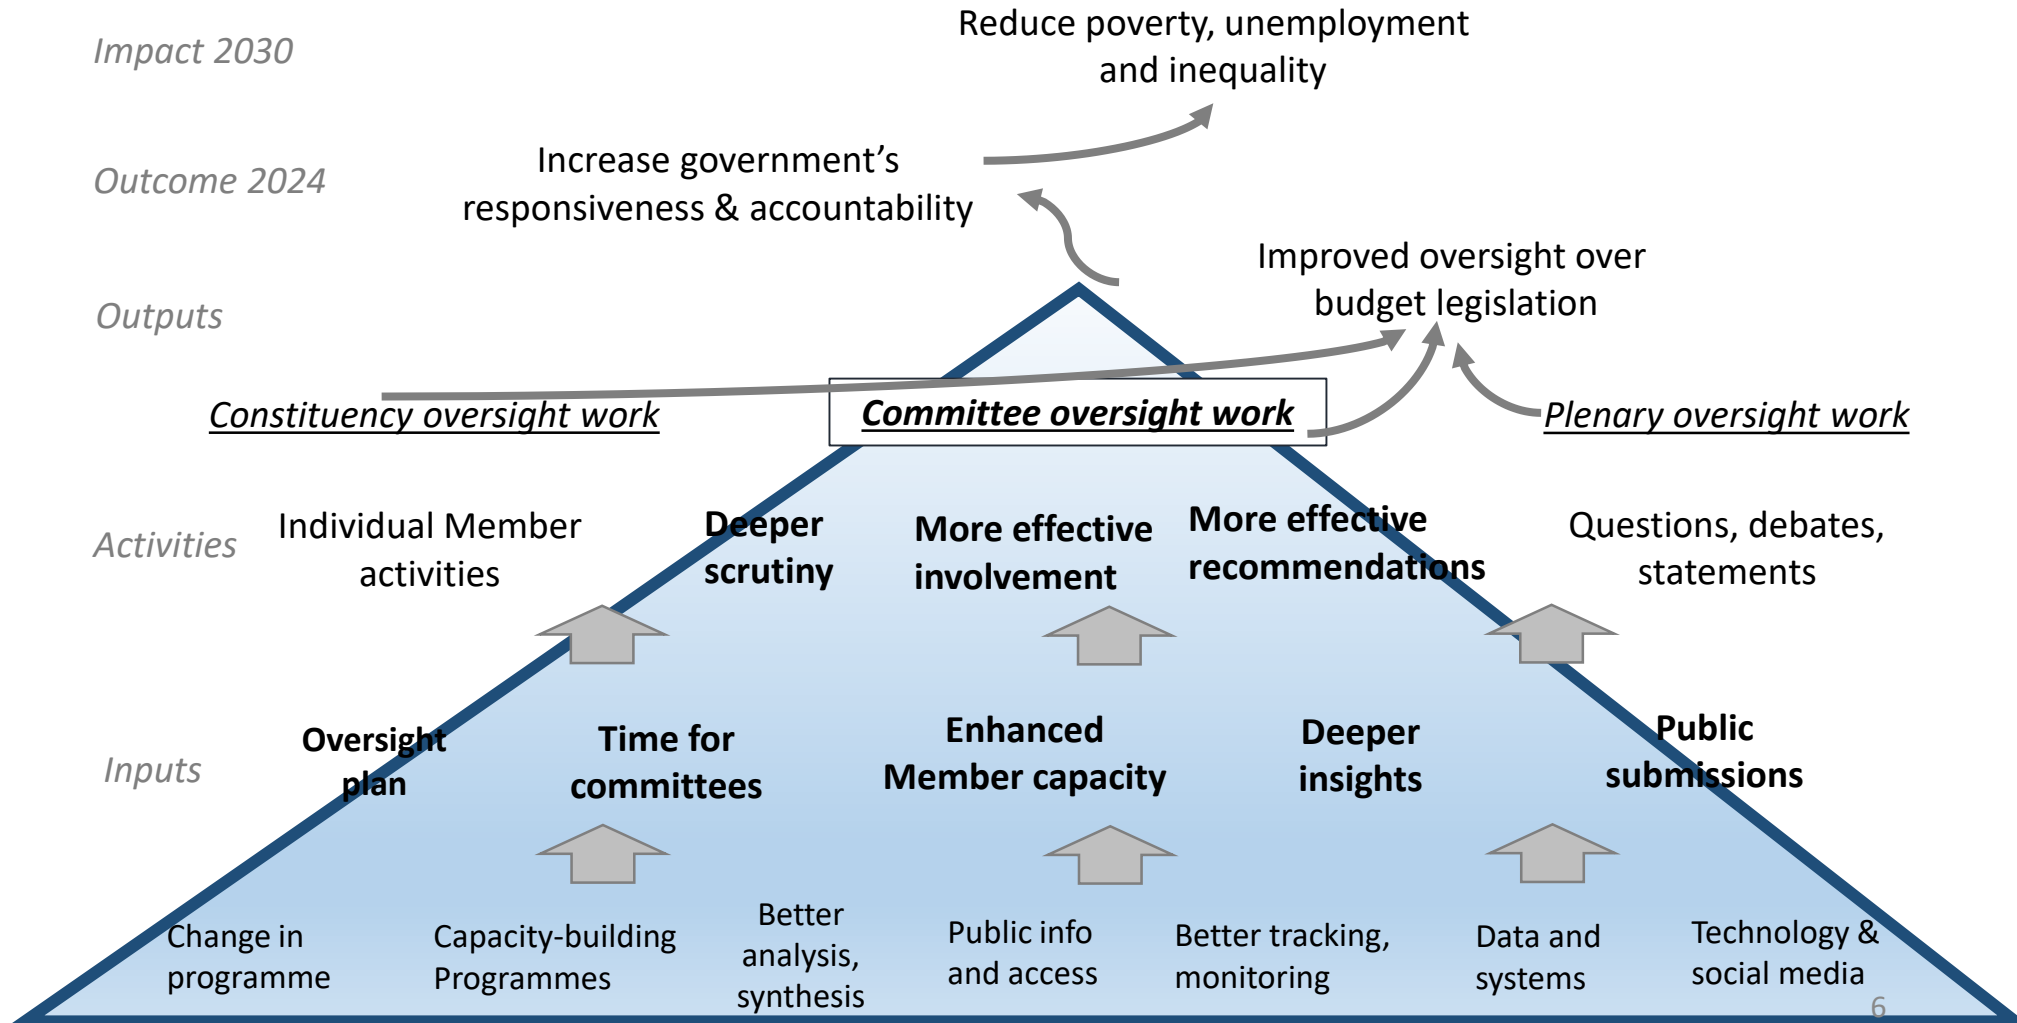 Impact 2030
Reduce poverty, unemployment
and inequality
Outcome 2024
Increase government’s
responsiveness & accountability
Outputs
Improved oversight over
budget legislation
Constituency oversight work
Committee oversight work
Plenary oversight work
Activities
Individual Member
activities
Deeper
scrutiny
More effective
involvement
More effective
recommendations
Questions, debates,
statements
Inputs
Oversight
plan
Time for
committees
Enhanced
Member capacity
Deeper
insights
Public
submissions
Change in
programme
Capacity-building
Programmes
Better
analysis,
synthesis
Public info
and access
Better tracking,
monitoring
Data and
systems
Technology &
social media
6